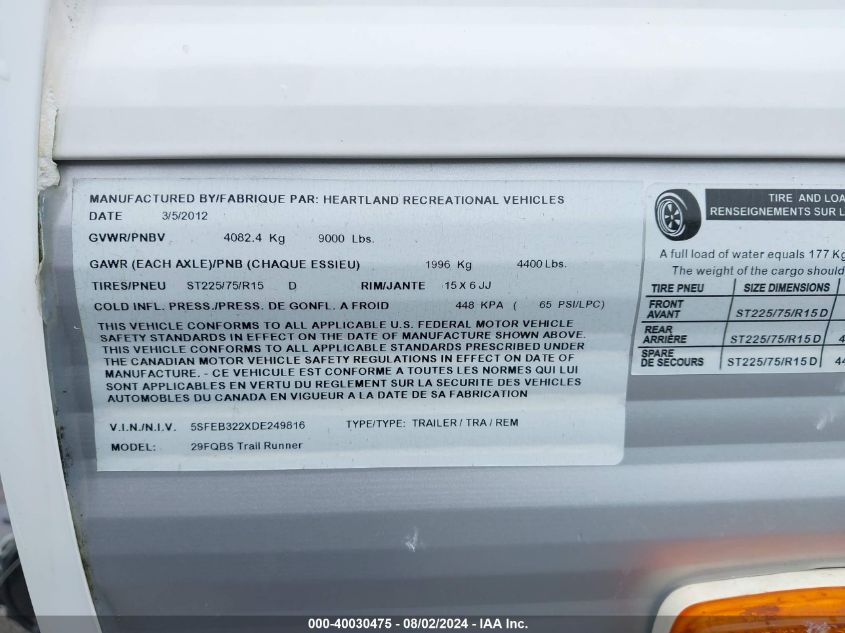 MANUFACTURED BY/FABRIQUE PAR: HEARTLAND RECREATIONAL VEHICLES
DATE 3/5/2012
GVWR/PNBV 4082.4 Kg 9000 Lbs.
GAWR (EACH AXLE)/PNB (CHAQUE ESSIEU) 1996 Kg 4400 Lbs.
TIRES/PNEU ST225/75/R15 D RIM/JANTE 15 X 6 JJ
COLD INFL. PRESS./PRESS. DE GONFL. A FROID 448 KPA ( 65 PSI/LPC)
THIS VEHICLE CONFORMS TO ALL APPLICABLE U.S. FEDERAL MOTOR VEHICLE
SAFETY STANDARDS IN EFFECT ON THE DATE OF MANUFACTURE SHOWN ABOVE.
THIS VEHICLE CONFORMS TO ALL APPLICABLE STANDARDS PRESCRIBED UNDER
THE CANADIAN MOTOR VEHICLE SAFETY REGULATIONS IN EFFECT ON DATE OF
MANUFACTURE. - CE VEHICULE EST CONFORME A TOUTES LES NORMES QUI LUI
SONT APPLICABLES EN VERTU DU REGLEMENT SUR LA SECURITE DES VEHICLES
AUTOMOBILES DU CANADA EN VIGUEUR A LA DATE DE SA FABRICATION
V.I.N./N.I.V. 5SFEB322XDE249816 TYPE/TYPE: TRAILER / TRA / REM
MODEL: 29FQBS Trail Runner
TIRE AND LOA
RENSEIGNEMENTS SUR L
A full load of water equals 177 Kg
The weight of the cargo should
TIRE PNEU SIZE DIMENSIONS
FRONT
AVANT ST225/75/R15 D
REAR
ARRIÈRE ST225/75/R15 D 4
SPARE
DE SECOURS ST225/75/R15 D 44
000-40030475 - 08/02/2024 - IAA Inc.